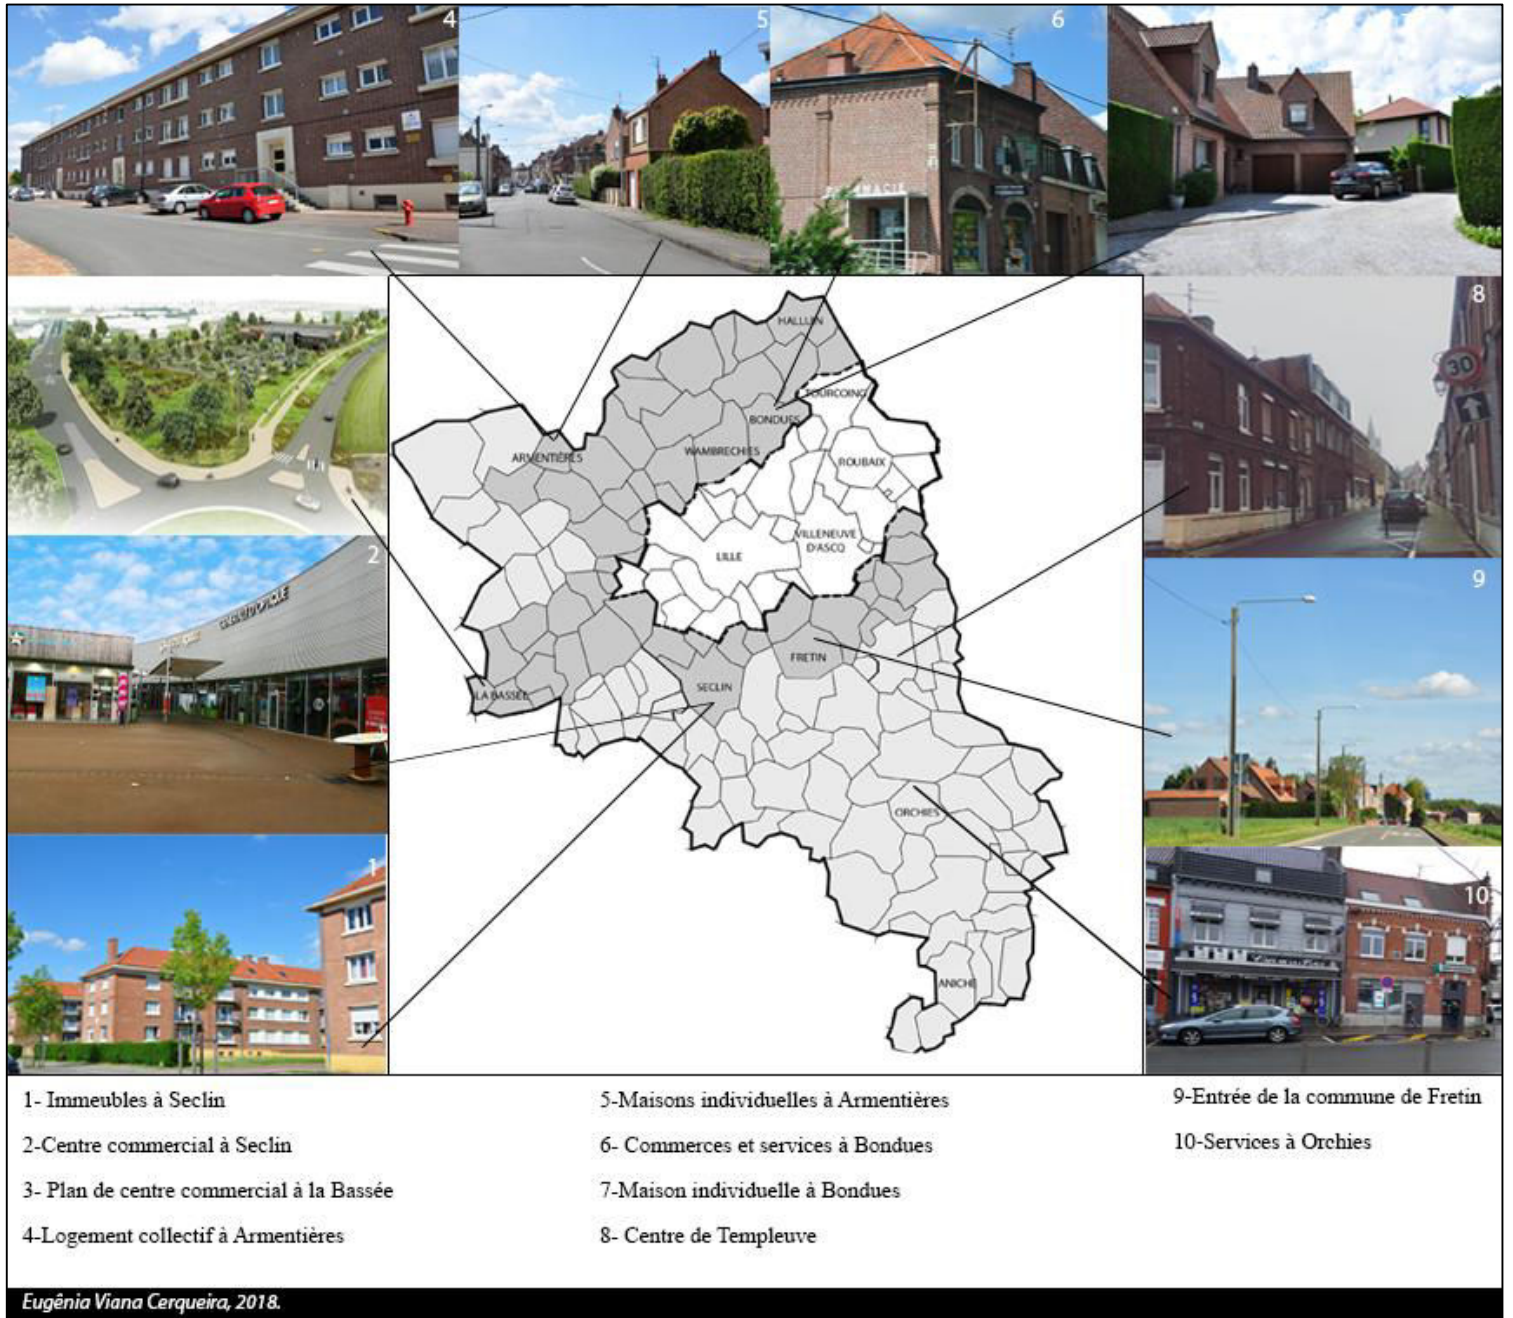 4
5
6
8
30
2
GENERALE D'OPTIQUE
9
1
10
HALLUIN
TOURCOING
BONDUES
ARMENTIÈRES
WAMBRECHIES
ROUBAIX
VILLENEUVE
D'ASCQ
LILLE
FRETIN
SECLIN
LA BASSÉE
ORCHIES
ANICHE
1- Immeubles à Seclin
2-Centre commercial à Seclin
3- Plan de centre commercial à la Bassée
4-Logement collectif à Armentières
5-Maisons individuelles à Armentières
6- Commerces et services à Bondues
7-Maison individuelle à Bondues
8- Centre de Templeuve
9-Entrée de la commune de Fretin
10-Services à Orchies
Eugênia Viana Cerqueira, 2018.